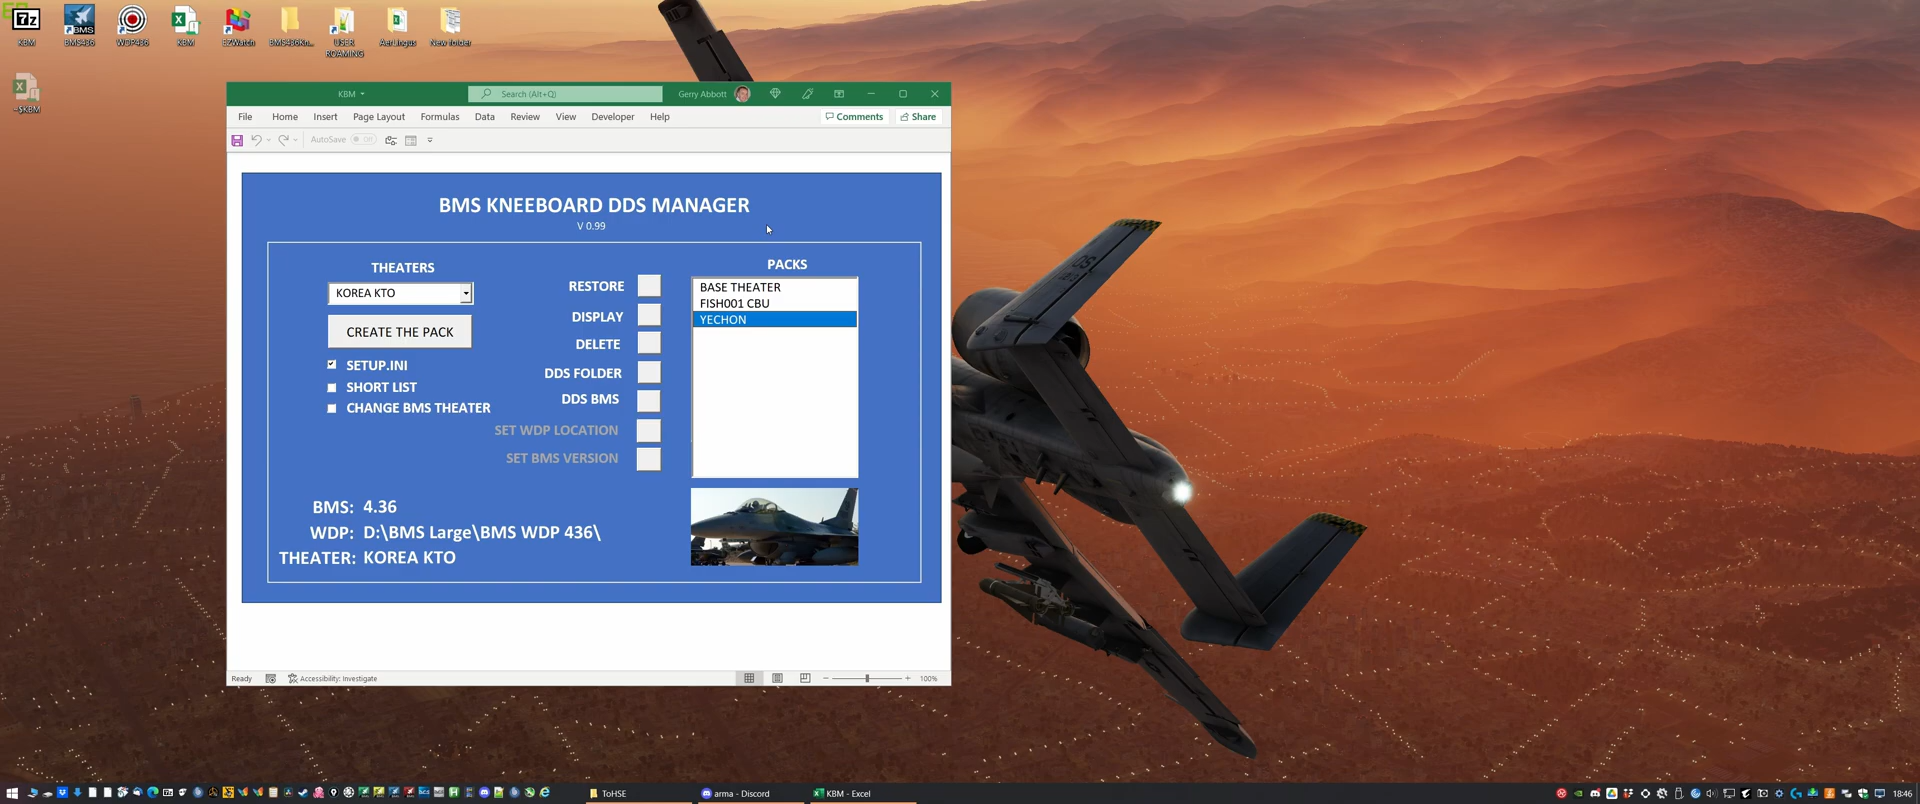 KBM
BMS436
WDP436
KBM
EZWatch
BMS436Kn...
USER
ROAMING
AerLingus
New folder
~$KBM
KBM
Search (Alt+Q)
Gerry Abbott
File Home Insert Page Layout Formulas Data Review View Developer Help
Comments Share
AutoSave Off
BMS KNEEBOARD DDS MANAGER
V 0.99
THEATERS
KOREA KTO
CREATE THE PACK
SETUP.INI
SHORT LIST
CHANGE BMS THEATER
RESTORE
DISPLAY
DELETE
DDS FOLDER
DDS BMS
SET WDP LOCATION
SET BMS VERSION
PACKS
BASE THEATER
FISH001 CBU
YECHON
BMS: 4.36
WDP: D:\BMS Large\BMS WDP 436\
THEATER: KOREA KTO
Ready Accessibility: Investigate 100%
ToHSE arma - Discord KBM - Excel 18:46